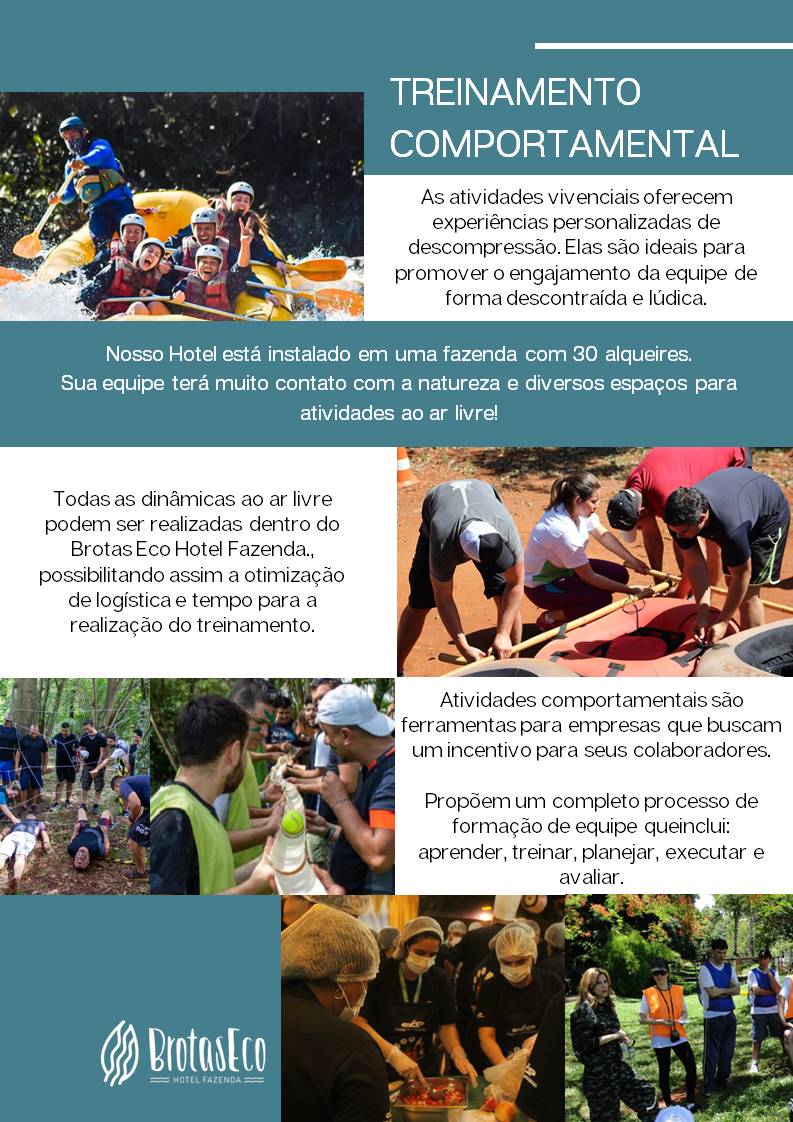 TREINAMENTO
COMPORTAMENTAL
As atividades vivenciais oferecem
experiências personalizadas de
descompressão. Elas são ideais para
promover o engajamento da equipe de
forma descontraída e lúdica.
Nosso Hotel está instalado em uma fazenda com 30 alqueires.
Sua equipe terá muito contato com a natureza e diversos espaços para
atividades ao ar livre!
Todas as dinâmicas ao ar livre
podem ser realizadas dentro do
Brotas Eco Hotel Fazenda.,
possibilitando assim a otimização
de logística e tempo para a
realização do treinamento.
Atividades comportamentais são
ferramentas para empresas que buscam
um incentivo para seus colaboradores.
Propõem um completo processo de
formação de equipe queinclui:
aprender, treinar, planejar, executar e
avaliar.
BrotasEco
HOTEL FAZENDA